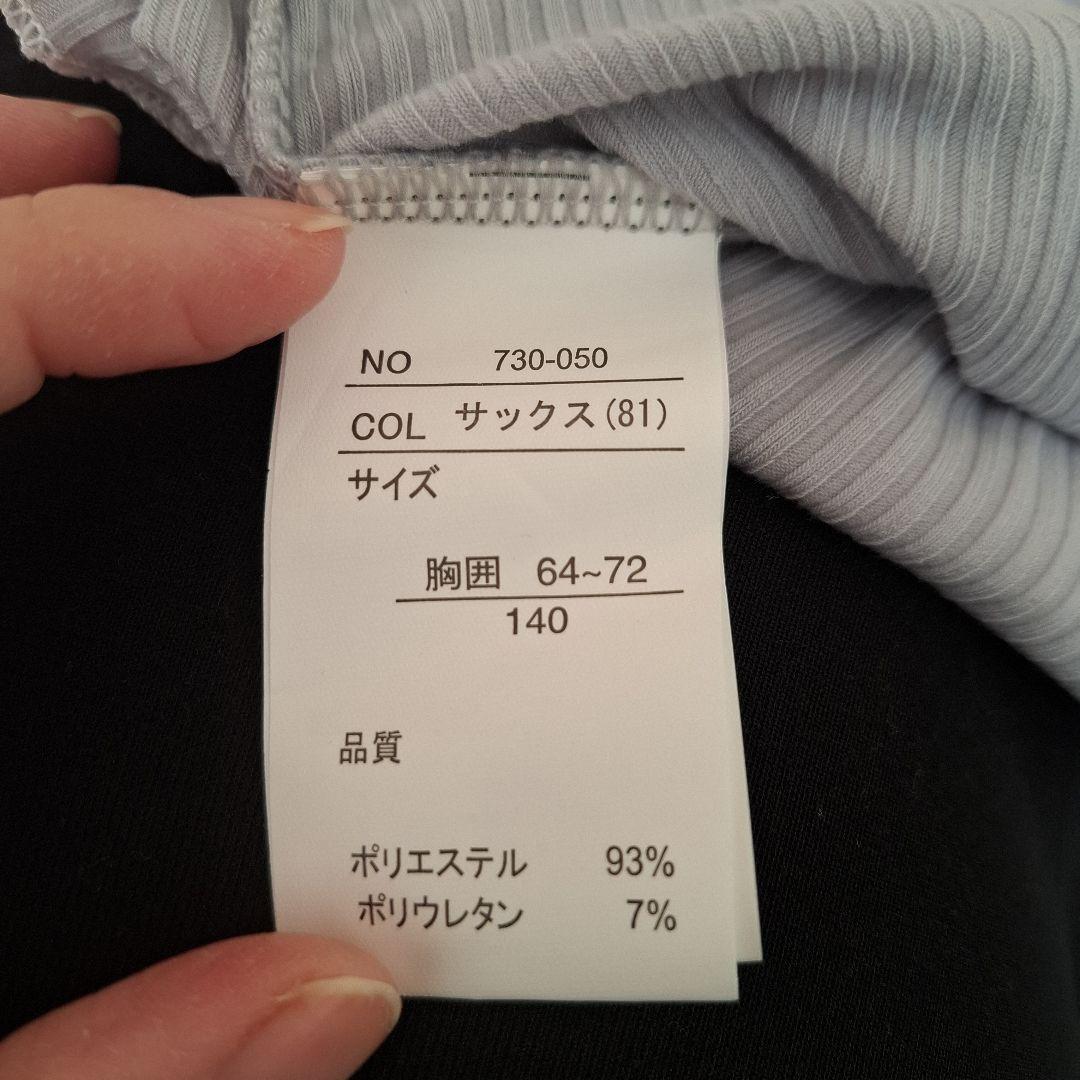 NO 730-050
COL サックス(81)
サイズ
胸囲 64~72
140
品質
ポリエステル 93%
ポリウレタン 7%